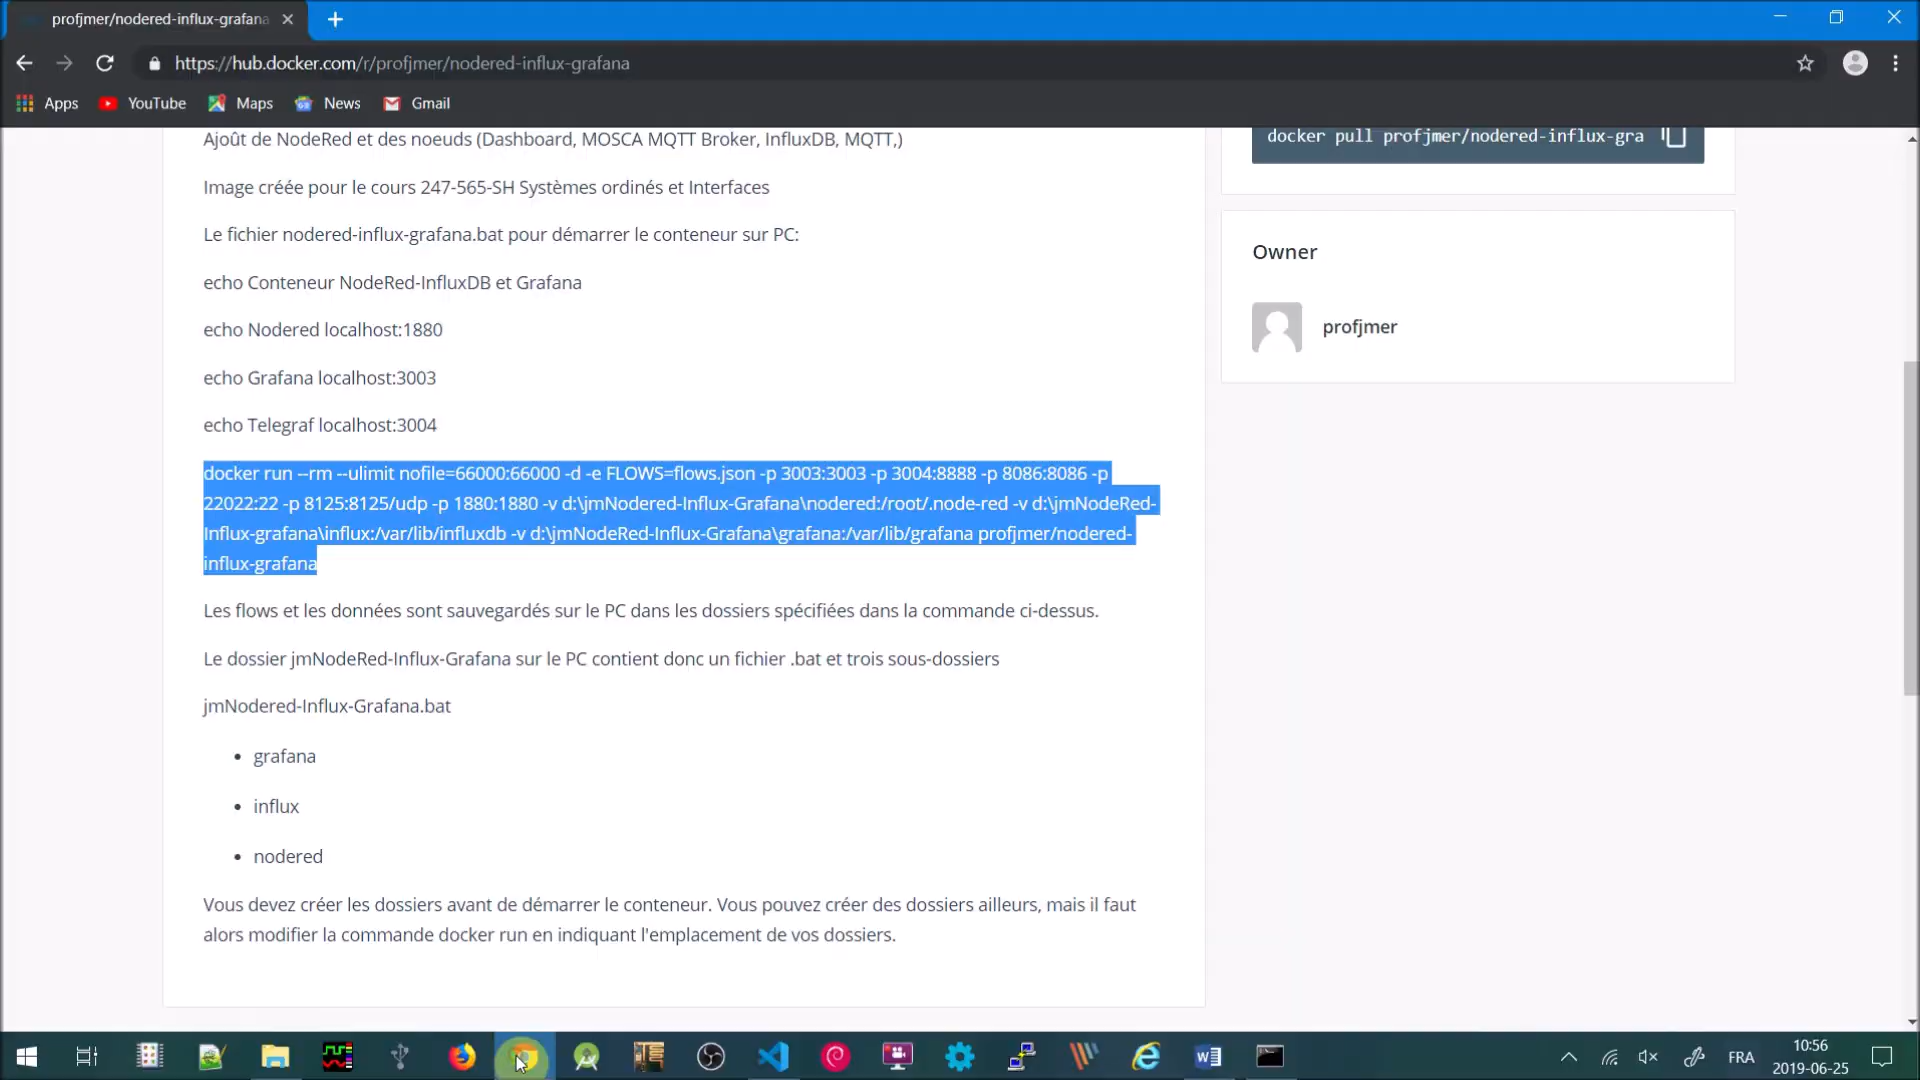 profjmer/nodered-influx-grafana
https://hub.docker.com/r/profjmer/nodered-influx-grafana
Apps YouTube Maps News Gmail
Ajoût de NodeRed et des noeuds (Dashboard, MOSCA MQTT Broker, InfluxDB, MQTT,)
Image créée pour le cours 247-565-SH Systèmes ordinés et Interfaces
Le fichier nodered-influx-grafana.bat pour démarrer le conteneur sur PC:
echo Conteneur NodeRed-InfluxDB et Grafana
echo Nodered localhost:1880
echo Grafana localhost:3003
echo Telegraf localhost:3004
docker run --rm --ulimit nofile=66000:66000 -d -e FLOWS=flows.json -p 3003:3003 -p 3004:8888 -p 8086:8086 -p
22022:22 -p 8125:8125/udp -p 1880:1880 -v d:\jmNodered-Influx-Grafana\nodered:/root/.node-red -v d:\jmNodeRed-
Influx-grafana\influx:/var/lib/influxdb -v d:\jmNodeRed-Influx-Grafana\grafana:/var/lib/grafana profjmer/nodered-
influx-grafana
Les flows et les données sont sauvegardés sur le PC dans les dossiers spécifiées dans la commande ci-dessus.
Le dossier jmNodeRed-Influx-Grafana sur le PC contient donc un fichier .bat et trois sous-dossiers
jmNodered-Influx-Grafana.bat
• grafana
• influx
• nodered
Vous devez créer les dossiers avant de démarrer le conteneur. Vous pouvez créer des dossiers ailleurs, mais il faut
alors modifier la commande docker run en indiquant l'emplacement de vos dossiers.
docker pull profjmer/nodered-influx-gra
Owner
profjmer
FRA
10:56
2019-06-25